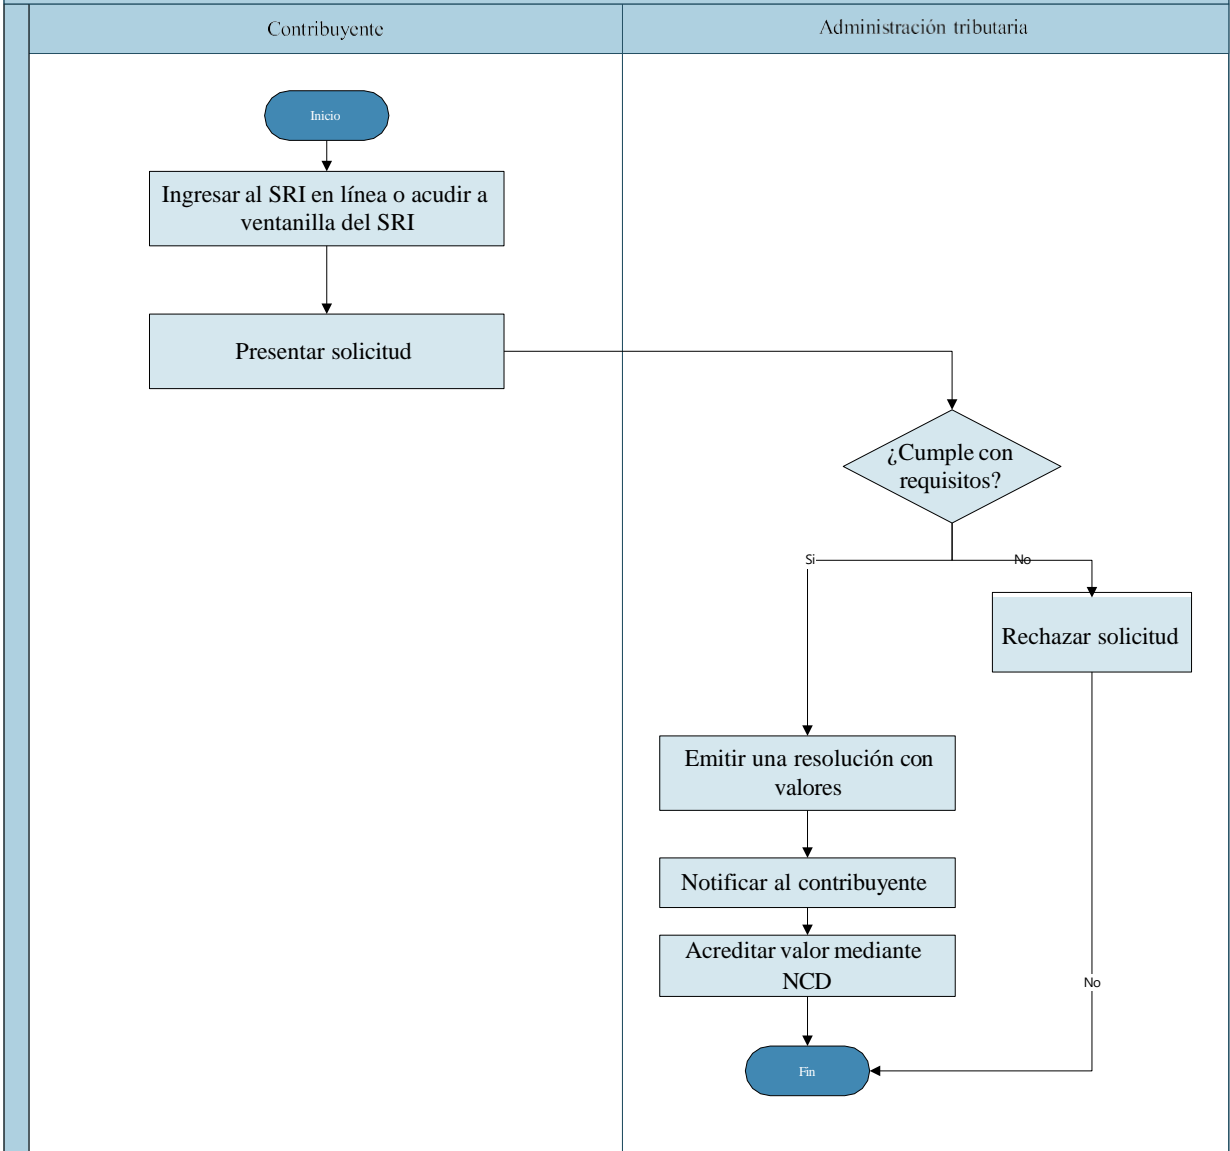 Contribuyente
Administración tributaria
Inicio
Ingresar al SRI en línea o acudir a
ventanilla del SRI
Presentar solicitud
¿Cumple con
requisitos?
Si
No
Rechazar solicitud
Emitir una resolución con
valores
Notificar al contribuyente
Acreditar valor mediante
NCD
No
Fin